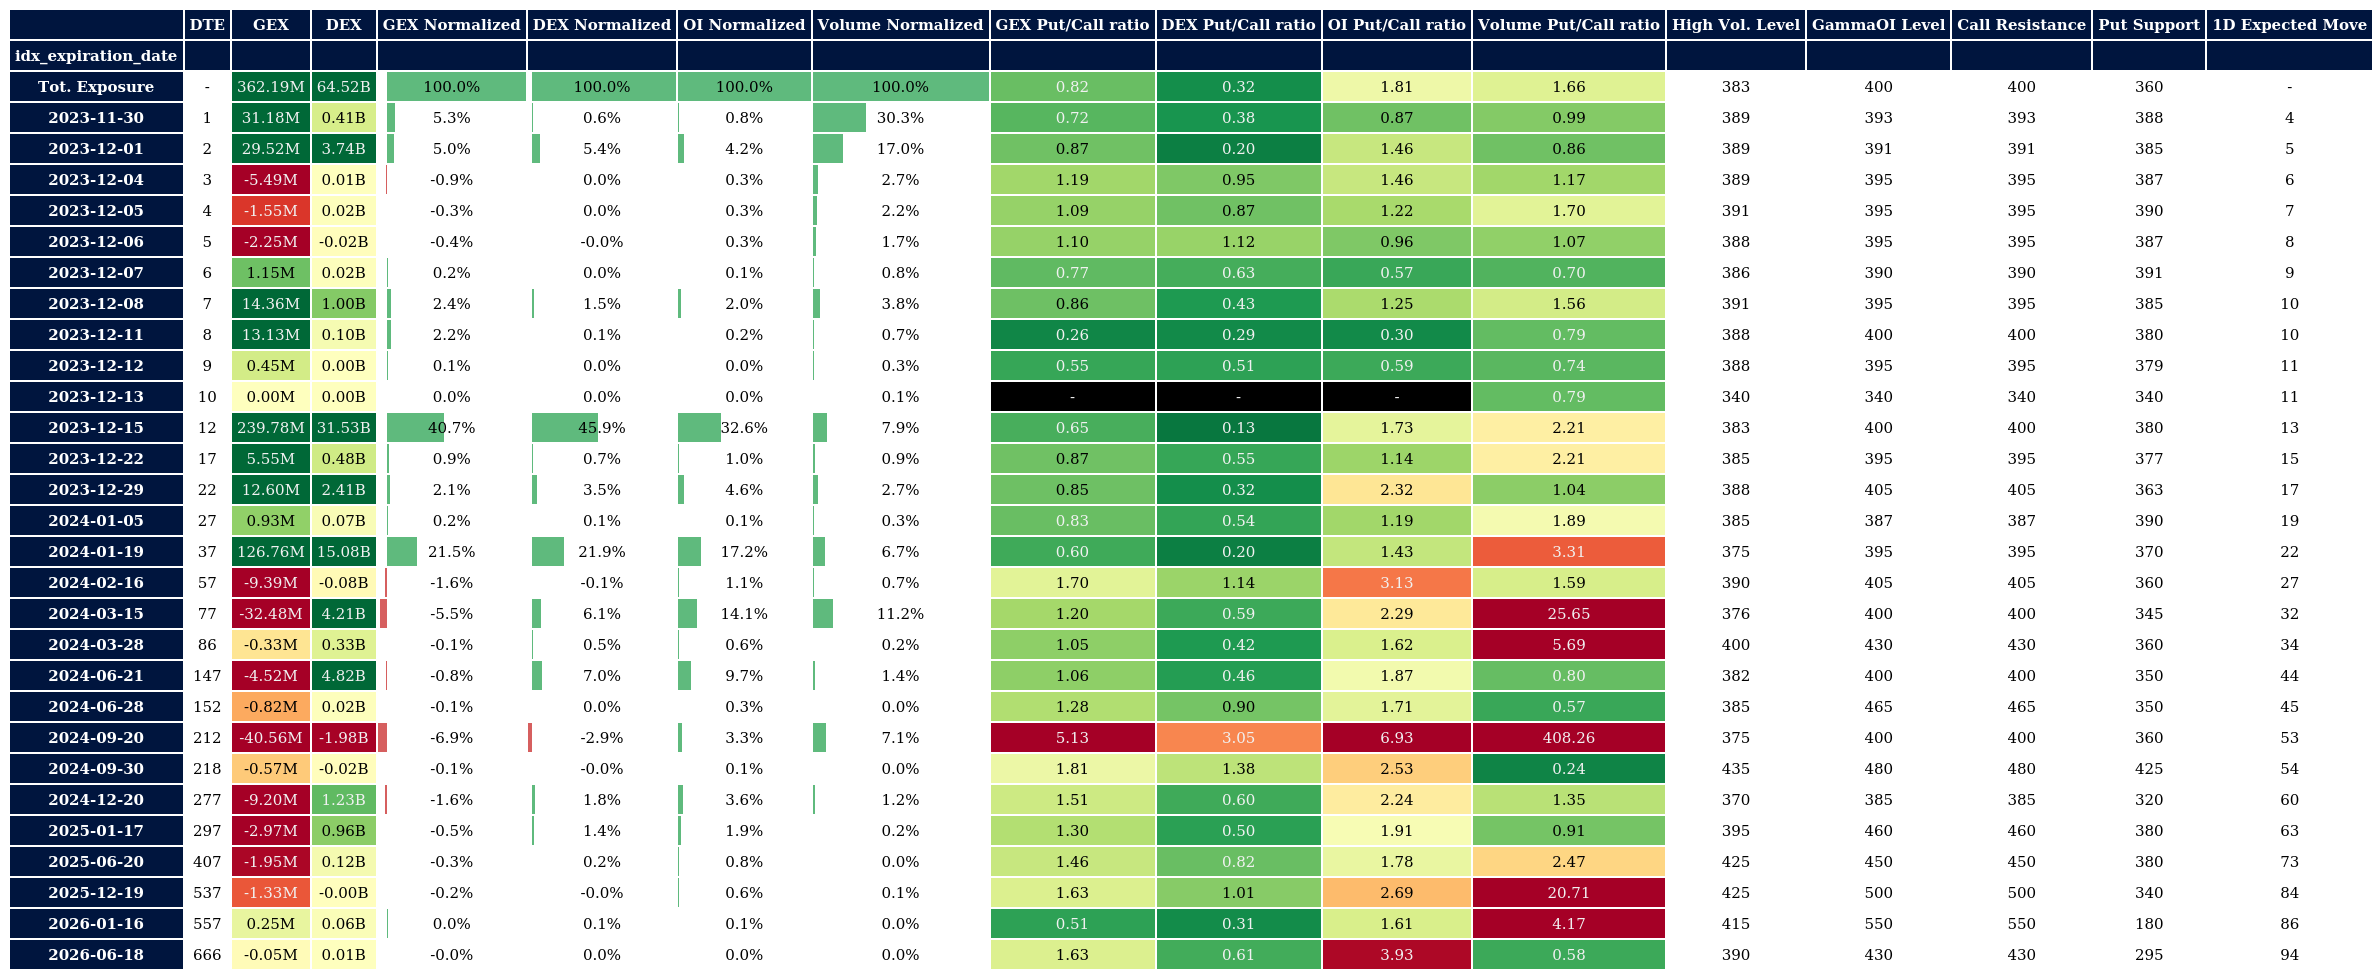 DTE GEX DEX GEX Normalized DEX Normalized OI Normalized Volume Normalized GEX Put/Call ratio DEX Put/Call ratio OI Put/Call ratio Volume Put/Call ratio High Vol. Level GammaOI Level Call Resistance Put Support 1D Expected Move
idx_expiration_date
Tot. Exposure - 362.19M 64.52B 100.0% 100.0% 100.0% 100.0% 0.82 0.32 1.81 1.66 383 400 400 360 -
2023-11-30 1 31.18M 0.41B 5.3% 0.6% 0.8% 30.3% 0.72 0.38 0.87 0.99 389 393 393 388 4
2023-12-01 2 29.52M 3.74B 5.0% 5.4% 4.2% 17.0% 0.87 0.20 1.46 0.86 389 391 391 385 5
2023-12-04 3 -5.49M 0.01B -0.9% 0.0% 0.3% 2.7% 1.19 0.95 1.46 1.17 389 395 395 387 6
2023-12-05 4 -1.55M 0.02B -0.3% 0.0% 0.3% 2.2% 1.09 0.87 1.22 1.70 391 395 395 390 7
2023-12-06 5 -2.25M -0.02B -0.4% -0.0% 0.3% 1.7% 1.10 1.12 0.96 1.07 388 395 395 387 8
2023-12-07 6 1.15M 0.02B 0.2% 0.0% 0.1% 0.8% 0.77 0.63 0.57 0.70 386 390 390 391 9
2023-12-08 7 14.36M 1.00B 2.4% 1.5% 2.0% 3.8% 0.86 0.43 1.25 1.56 391 395 395 385 10
2023-12-11 8 13.13M 0.10B 2.2% 0.1% 0.2% 0.7% 0.26 0.29 0.30 0.79 388 400 400 380 10
2023-12-12 9 0.45M 0.00B 0.1% 0.0% 0.0% 0.3% 0.55 0.51 0.59 0.74 388 395 395 379 11
2023-12-13 10 0.00M 0.00B 0.0% 0.0% 0.0% 0.1% - - - 0.79 340 340 340 340 11
2023-12-15 12 239.78M 31.53B 40.7% 45.9% 32.6% 7.9% 0.65 0.13 1.73 2.21 383 400 400 380 13
2023-12-22 17 5.55M 0.48B 0.9% 0.7% 1.0% 0.9% 0.87 0.55 1.14 2.21 385 395 395 377 15
2023-12-29 22 12.60M 2.41B 2.1% 3.5% 4.6% 2.7% 0.85 0.32 2.32 1.04 388 405 405 363 17
2024-01-05 27 0.93M 0.07B 0.2% 0.1% 0.1% 0.3% 0.83 0.54 1.19 1.89 385 387 387 390 19
2024-01-19 37 126.76M 15.08B 21.5% 21.9% 17.2% 6.7% 0.60 0.20 1.43 3.31 375 395 395 370 22
2024-02-16 57 -9.39M -0.08B -1.6% -0.1% 1.1% 0.7% 1.70 1.14 3.13 1.59 390 405 405 360 27
2024-03-15 77 -32.48M 4.21B -5.5% 6.1% 14.1% 11.2% 1.20 0.59 2.29 25.65 376 400 400 345 32
2024-03-28 86 -0.33M 0.33B -0.1% 0.5% 0.6% 0.2% 1.05 0.42 1.62 5.69 400 430 430 360 34
2024-06-21 147 -4.52M 4.82B -0.8% 7.0% 9.7% 1.4% 1.06 0.46 1.87 0.80 382 400 400 350 44
2024-06-28 152 -0.82M 0.02B -0.1% 0.0% 0.3% 0.0% 1.28 0.90 1.71 0.57 385 465 465 350 45
2024-09-20 212 -40.56M -1.98B -6.9% -2.9% 3.3% 7.1% 5.13 3.05 6.93 408.26 375 400 400 360 53
2024-09-30 218 -0.57M -0.02B -0.1% -0.0% 0.1% 0.0% 1.81 1.38 2.53 0.24 435 480 480 425 54
2024-12-20 277 -9.20M 1.23B -1.6% 1.8% 3.6% 1.2% 1.51 0.60 2.24 1.35 370 385 385 320 60
2025-01-17 297 -2.97M 0.96B -0.5% 1.4% 1.9% 0.2% 1.30 0.50 1.91 0.91 395 460 460 380 63
2025-06-20 407 -1.95M 0.12B -0.3% 0.2% 0.8% 0.0% 1.46 0.82 1.78 2.47 425 450 450 380 73
2025-12-19 537 -1.33M -0.00B -0.2% -0.0% 0.6% 0.1% 1.63 1.01 2.69 20.71 425 500 500 340 84
2026-01-16 557 0.25M 0.06B 0.0% 0.1% 0.1% 0.0% 0.51 0.31 1.61 4.17 415 550 550 180 86
2026-06-18 666 -0.05M 0.01B -0.0% 0.0% 0.0% 0.0% 1.63 0.61 3.93 0.58 390 430 430 295 94